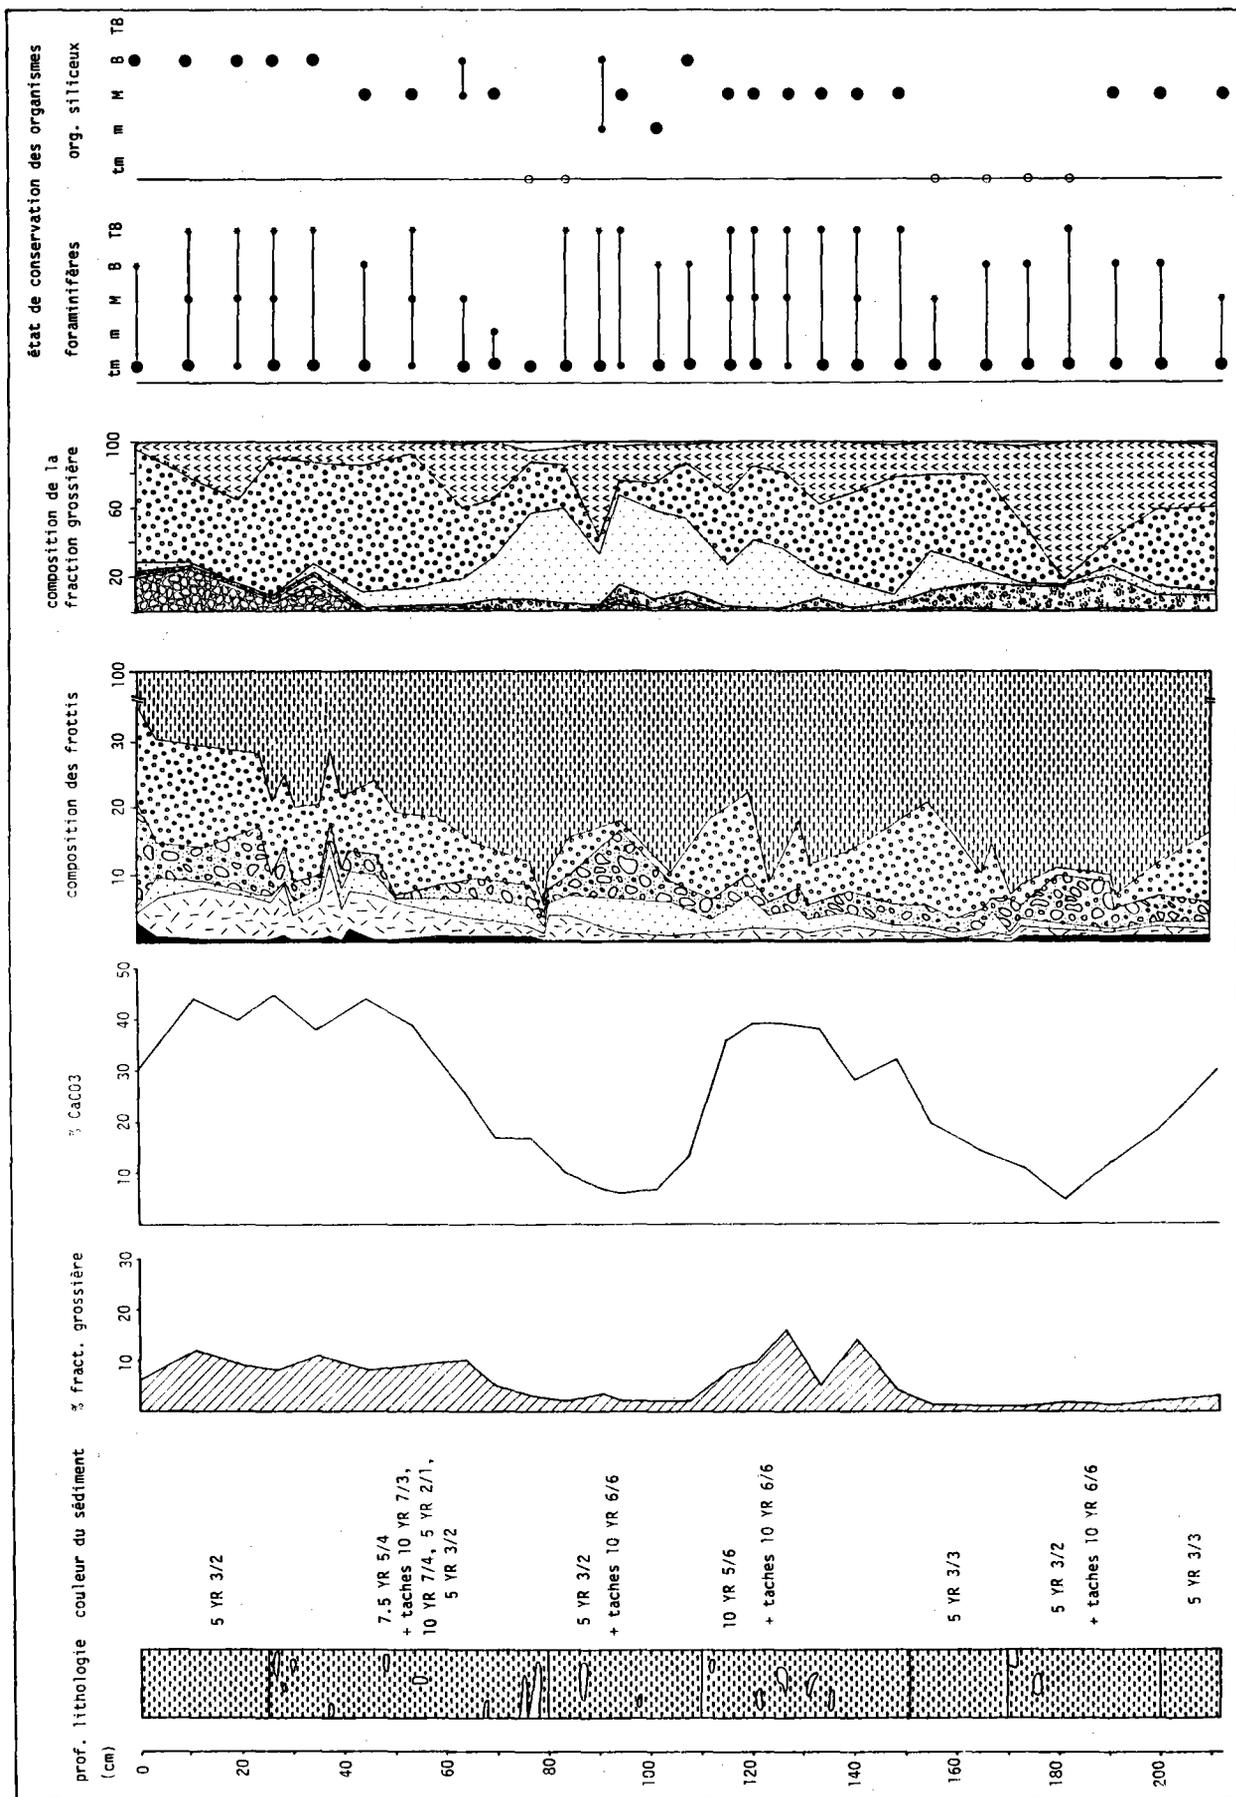 état de conservation des organismes
org. siliceux
tm m M B TB
foraminifères
tm m M B TB
composition de la
fraction grossière
20 60 100
composition des frottis
10 20 30 100
% CaCO3
10 20 30 40 50
% fract. grossière
10 20 30
couleur du sédiment
5 YR 3/2
7.5 YR 5/4
+ taches 10 YR 7/3,
10 YR 7/4, 5 YR 2/1,
5 YR 3/2
5 YR 3/2
+ taches 10 YR 6/6
10 YR 5/6
+ taches 10 YR 6/6
5 YR 3/3
5 YR 3/2
+ taches 10 YR 6/6
5 YR 3/3
lithologie
prof.
(cm)
0 20 40 60 80 100 120 140 160 180 200